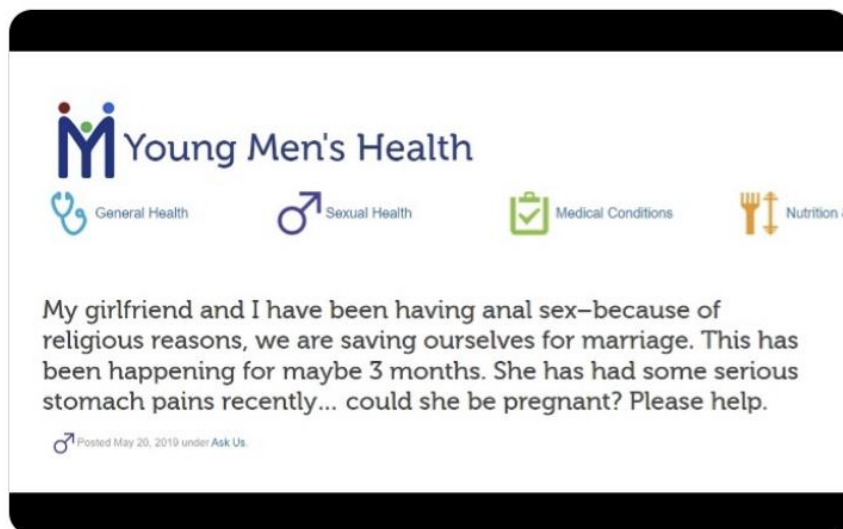 Young Men's Health
General Health
Sexual Health
Medical Conditions
Nutrition &
My girlfriend and I have been having anal sex–because of
religious reasons, we are saving ourselves for marriage. This has
been happening for maybe 3 months. She has had some serious
stomach pains recently... could she be pregnant? Please help.
Posted May 20, 2019 under Ask Us.